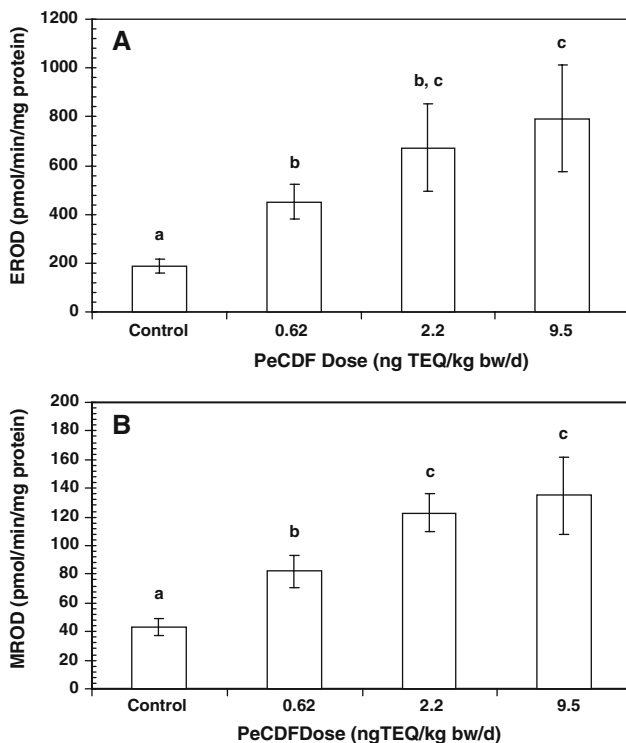 A
EROD (pmol/min/mg protein)
1200
1000
800
600
400
200
0
a
b
b, c
c
Control
0.62
2.2
9.5
PeCDF Dose (ng TEQ/kg bw/d)
B
MROD (pmol/min/mg protein)
200
180
160
140
120
100
80
60
40
20
0
a
b
c
c
Control
0.62
2.2
9.5
PeCDFDose (ngTEQ/kg bw/d)